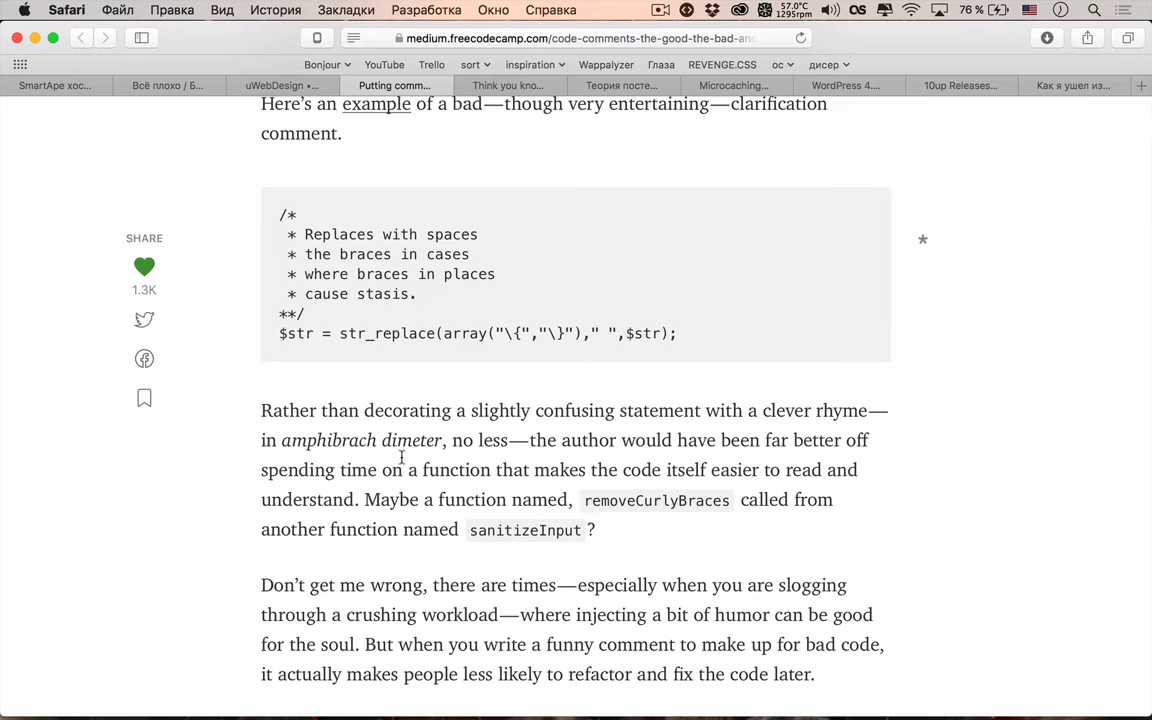 Safari Файл Правка Вид История Закладки Разработка Окно Справка 57.0°C 1295rpm 76 %
medium.freecodecamp.com/code-comments-the-good-the-bad-and-
Bonjour YouTube Trello sort inspiration Wappalyzer Глаза REVENGE.CSS ос дисер
SmartApe хос... Всё плохо / Б... uWebDesign •... Putting comm... Think you kno... Теория посте... Microcaching... WordPress 4.... 10up Releases... Как я ушел из...
Here's an example of a bad—though very entertaining—clarification
comment.
/*
* Replaces with spaces
* the braces in cases
* where braces in places
* cause stasis.
**/
$str = str_replace(array("\{","\}")," ",$str);
*
SHARE
1.3K
Rather than decorating a slightly confusing statement with a clever rhyme—
in amphibrach dimeter, no less—the author would have been far better off
spending time on a function that makes the code itself easier to read and
understand. Maybe a function named, removeCurlyBraces called from
another function named sanitizeInput ?
Don’t get me wrong, there are times—especially when you are slogging
through a crushing workload—where injecting a bit of humor can be good
for the soul. But when you write a funny comment to make up for bad code,
it actually makes people less likely to refactor and fix the code later.